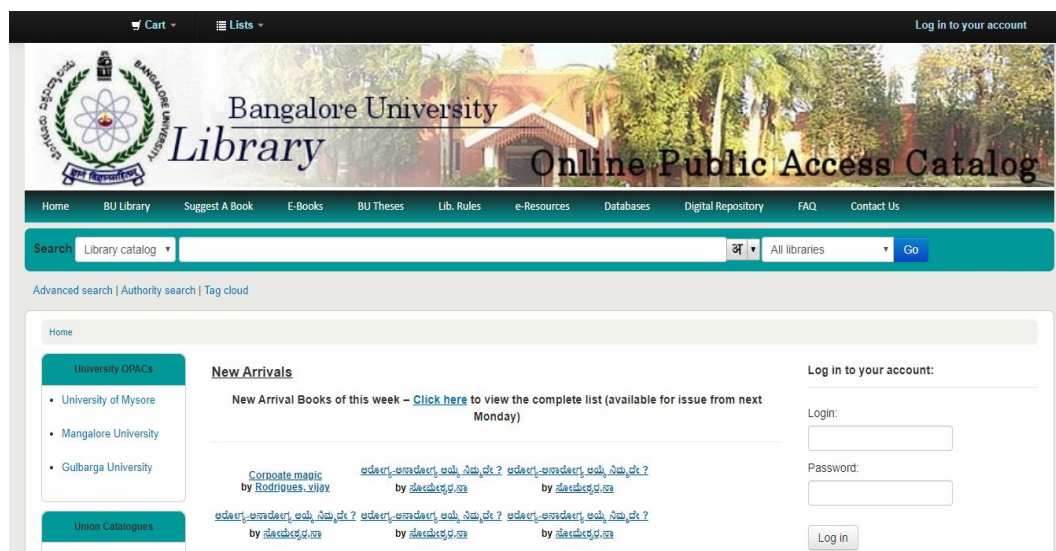 Cart Lists Log in to your account
BANGALORE UNIVERSITY
Bangalore University
Library
Online Public Access Catalog
Home BU Library Suggest A Book E-Books BU Theses Lib. Rules e-Resources Databases Digital Repository FAQ Contact Us
Search Library catalog अ All libraries Go
Advanced search | Authority search | Tag cloud
Home
University OPACs
University of Mysore
Mangalore University
Gulbarga University
Union Catalogues
New Arrivals
New Arrival Books of this week – Click here to view the complete list (available for issue from next
Monday)
Corpoate magic ಆರೋಗ್ಯ-ಅನಾರೋಗ್ಯ ಆಯ್ಕೆ ನಿಮ್ಮದೇ ? ಆರೋಗ್ಯ-ಅನಾರೋಗ್ಯ ಆಯ್ಕೆ ನಿಮ್ಮದೇ ?
by Rodrigues, vijay by ಸೋಮೇಶ್ವರ,ನಾ by ಸೋಮೇಶ್ವರ,ನಾ
ಆರೋಗ್ಯ-ಅನಾರೋಗ್ಯ ಆಯ್ಕೆ ನಿಮ್ಮದೇ ? ಆರೋಗ್ಯ-ಅನಾರೋಗ್ಯ ಆಯ್ಕೆ ನಿಮ್ಮದೇ ? ಆರೋಗ್ಯ-ಅನಾರೋಗ್ಯ ಆಯ್ಕೆ ನಿಮ್ಮದೇ ?
by ಸೋಮೇಶ್ವರ,ನಾ by ಸೋಮೇಶ್ವರ,ನಾ by ಸೋಮೇಶ್ವರ,ನಾ
Log in to your account:
Login:
Password:
Log in